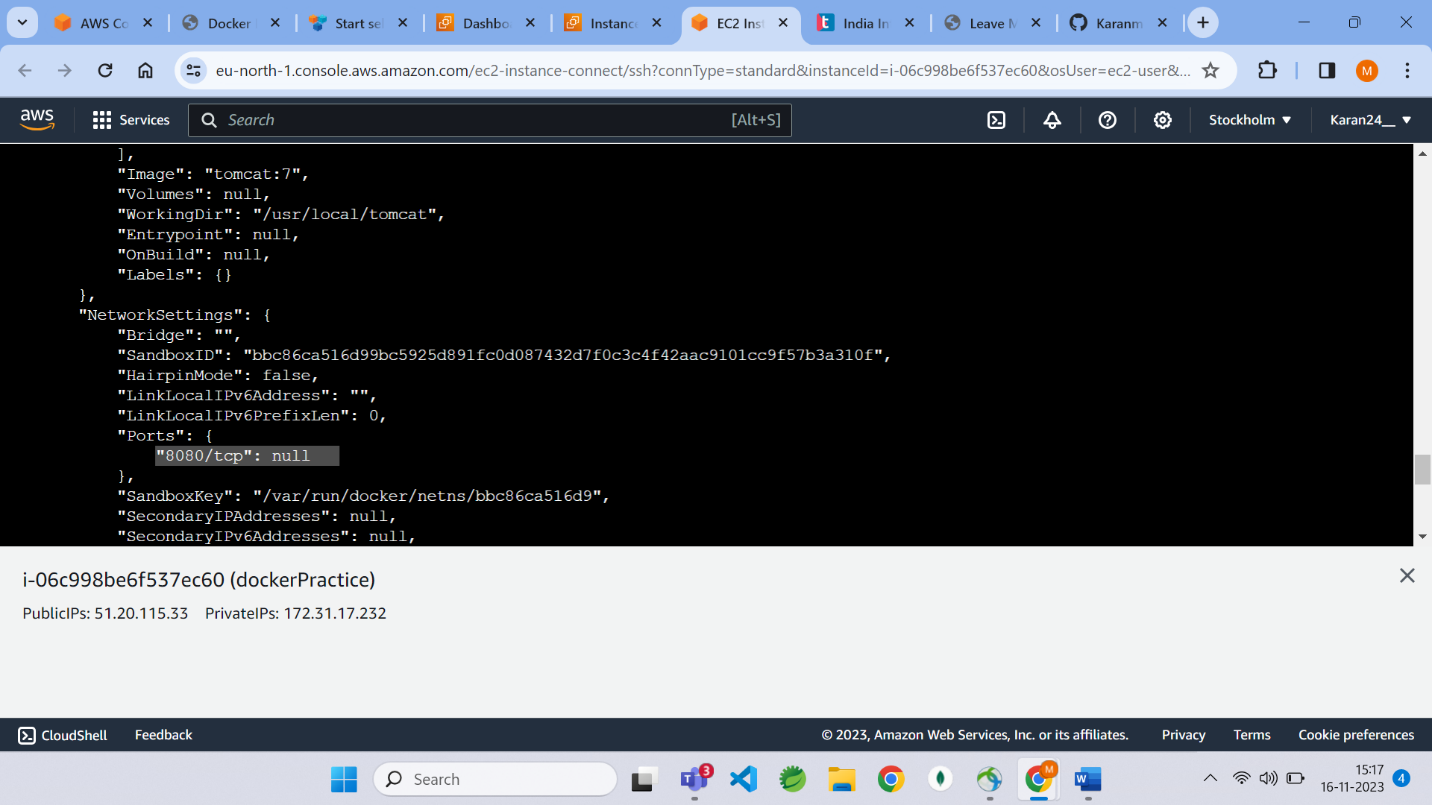 AWS Co
Docker
Start sel
Dashbo
Instance
EC2 Inst
India In
Leave M
Karanm
eu-north-1.console.aws.amazon.com/ec2-instance-connect/ssh?connType=standard&instanceId=i-06c998be6f537ec60&osUser=ec2-user&...
M
aws
Services
Search
[Alt+S]
Stockholm
Karan24__
],
"Image": "tomcat:7",
"Volumes": null,
"WorkingDir": "/usr/local/tomcat",
"Entrypoint": null,
"OnBuild": null,
"Labels": {}
},
"NetworkSettings": {
"Bridge": "",
"SandboxID": "bbc86ca516d99bc5925d891fc0d087432d7f0c3c4f42aac9101cc9f57b3a310f",
"HairpinMode": false,
"LinkLocalIPv6Address": "",
"LinkLocalIPv6PrefixLen": 0,
"Ports": {
"8080/tcp": null
},
"SandboxKey": "/var/run/docker/netns/bbc86ca516d9",
"SecondaryIPAddresses": null,
"SecondaryIPv6Addresses": null,
i-06c998be6f537ec60 (dockerPractice)
PublicIPs: 51.20.115.33 PrivateIPs: 172.31.17.232
CloudShell
Feedback
© 2023, Amazon Web Services, Inc. or its affiliates.
Privacy
Terms
Cookie preferences
Search
3
M
W
15:17
16-11-2023
4